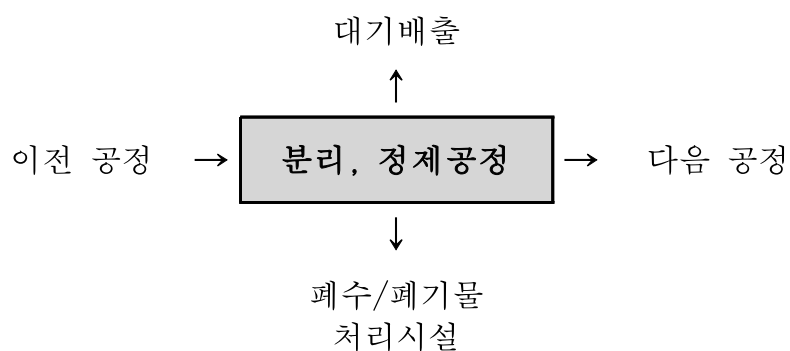 대기배출
↑
이전 공정 → 분리, 정제공정 → 다음 공정
↓
폐수/폐기물
처리시설